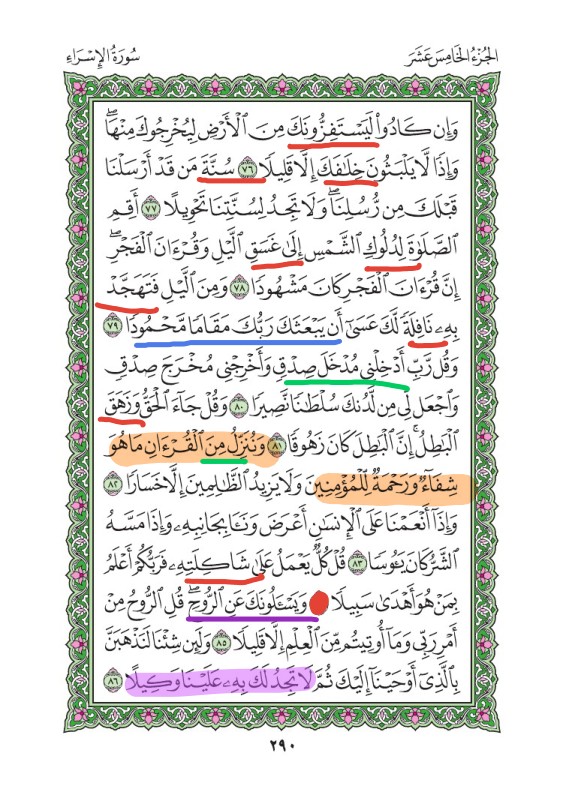 سُورَةُ الإِسْرَاءِ
الجُزْءُ الخَامِسَ عَشَرَ
وَإِن كَادُوا۟ لَيَسْتَفِزُّونَكَ مِنَ ٱلْأَرْضِ لِيُخْرِجُوكَ مِنْهَاۖ
وَإِذًا لَّا يَلْبَثُونَ خِلَـٰفَكَ إِلَّا قَلِيلًا ٧٦ سُنَّةَ مَن قَدْ أَرْسَلْنَا
قَبْلَكَ مِن رُّسُلِنَاۖ وَلَا تَجِدُ لِسُنَّتِنَا تَحْوِيلًا ٧٧ أَقِمِ
ٱلصَّلَوٰةَ لِدُلُوكِ ٱلشَّمْسِ إِلَىٰ غَسَقِ ٱلَّيْلِ وَقُرْءَانَ ٱلْفَجْرِۖ
إِنَّ قُرْءَانَ ٱلْفَجْرِ كَانَ مَشْهُودًا ٧٨ وَمِنَ ٱلَّيْلِ فَتَهَجَّدْ
بِهِۦ نَافِلَةً لَّكَ عَسَىٰٓ أَن يَبْعَثَكَ رَبُّكَ مَقَامًا مَّحْمُودًا ٧٩
وَقُل رَّبِّ أَدْخِلْنِى مُدْخَلَ صِدْقٍ وَأَخْرِجْنِى مُخْرَجَ صِدْقٍ
وَٱجْعَل لِّى مِن لَّدُنكَ سُلْطَـٰنًا نَّصِيرًا ٨٠ وَقُلْ جَآءَ ٱلْحَقُّ وَزَهَقَ
ٱلْبَـٰطِلُۚ إِنَّ ٱلْبَـٰطِلَ كَانَ زَهُوقًا ٨١ وَنُنَزِّلُ مِنَ ٱلْقُرْءَانِ مَا هُوَ
شِفَآءٌ وَرَحْمَةٌ لِّلْمُؤْمِنِينَ وَلَا يَزِيدُ ٱلظَّـٰلِمِينَ إِلَّا خَسَارًا ٨٢
وَإِذَآ أَنْعَمْنَا عَلَى ٱلْإِنسَـٰنِ أَعْرَضَ وَنَـَٔا بِجَانِبِهِۦ وَإِذَا مَسَّهُ
ٱلشَّرُّ كَانَ يَـُٔوسًا ٨٣ قُلْ كُلٌّ يَعْمَلُ عَلَىٰ شَاكِلَتِهِۦ فَرَبُّكُمْ أَعْلَمُ
بِمَنْ هُوَ أَهْدَىٰ سَبِيلًا وَيَسْـَٔلُونَكَ عَنِ ٱلرُّوحِۖ قُلِ ٱلرُّوحُ مِنْ
أَمْرِ رَبِّى وَمَآ أُوتِيتُم مِّنَ ٱلْعِلْمِ إِلَّا قَلِيلًا ٨٥ وَلَئِن شِئْنَا لَنَذْهَبَنَّ
بِٱلَّذِىٓ أَوْحَيْنَآ إِلَيْكَ ثُمَّ لَا تَجِدُ لَكَ بِهِۦ عَلَيْنَا وَكِيلًا ٨٦
٢٩٠